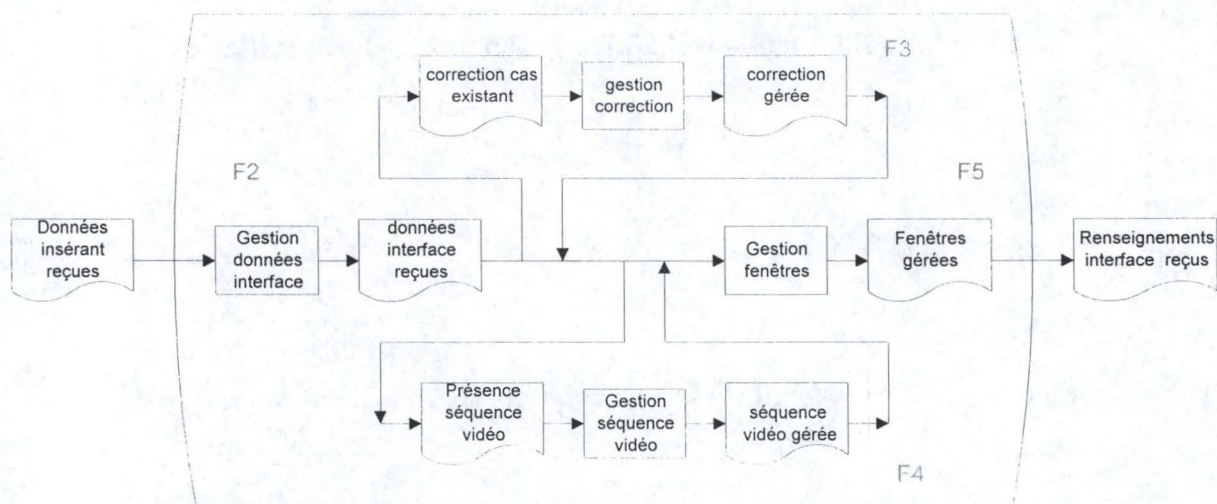 F3
correction cas
existant
gestion
correction
correction
gérée
F2
F5
Données
insérant
reçues
Gestion
données
interface
données
interface
reçues
Gestion
fenêtres
Fenêtres
gérées
Renseignements
interface reçus
Présence
séquence
vidéo
Gestion
séquence
vidéo
séquence
vidéo gérée
F4